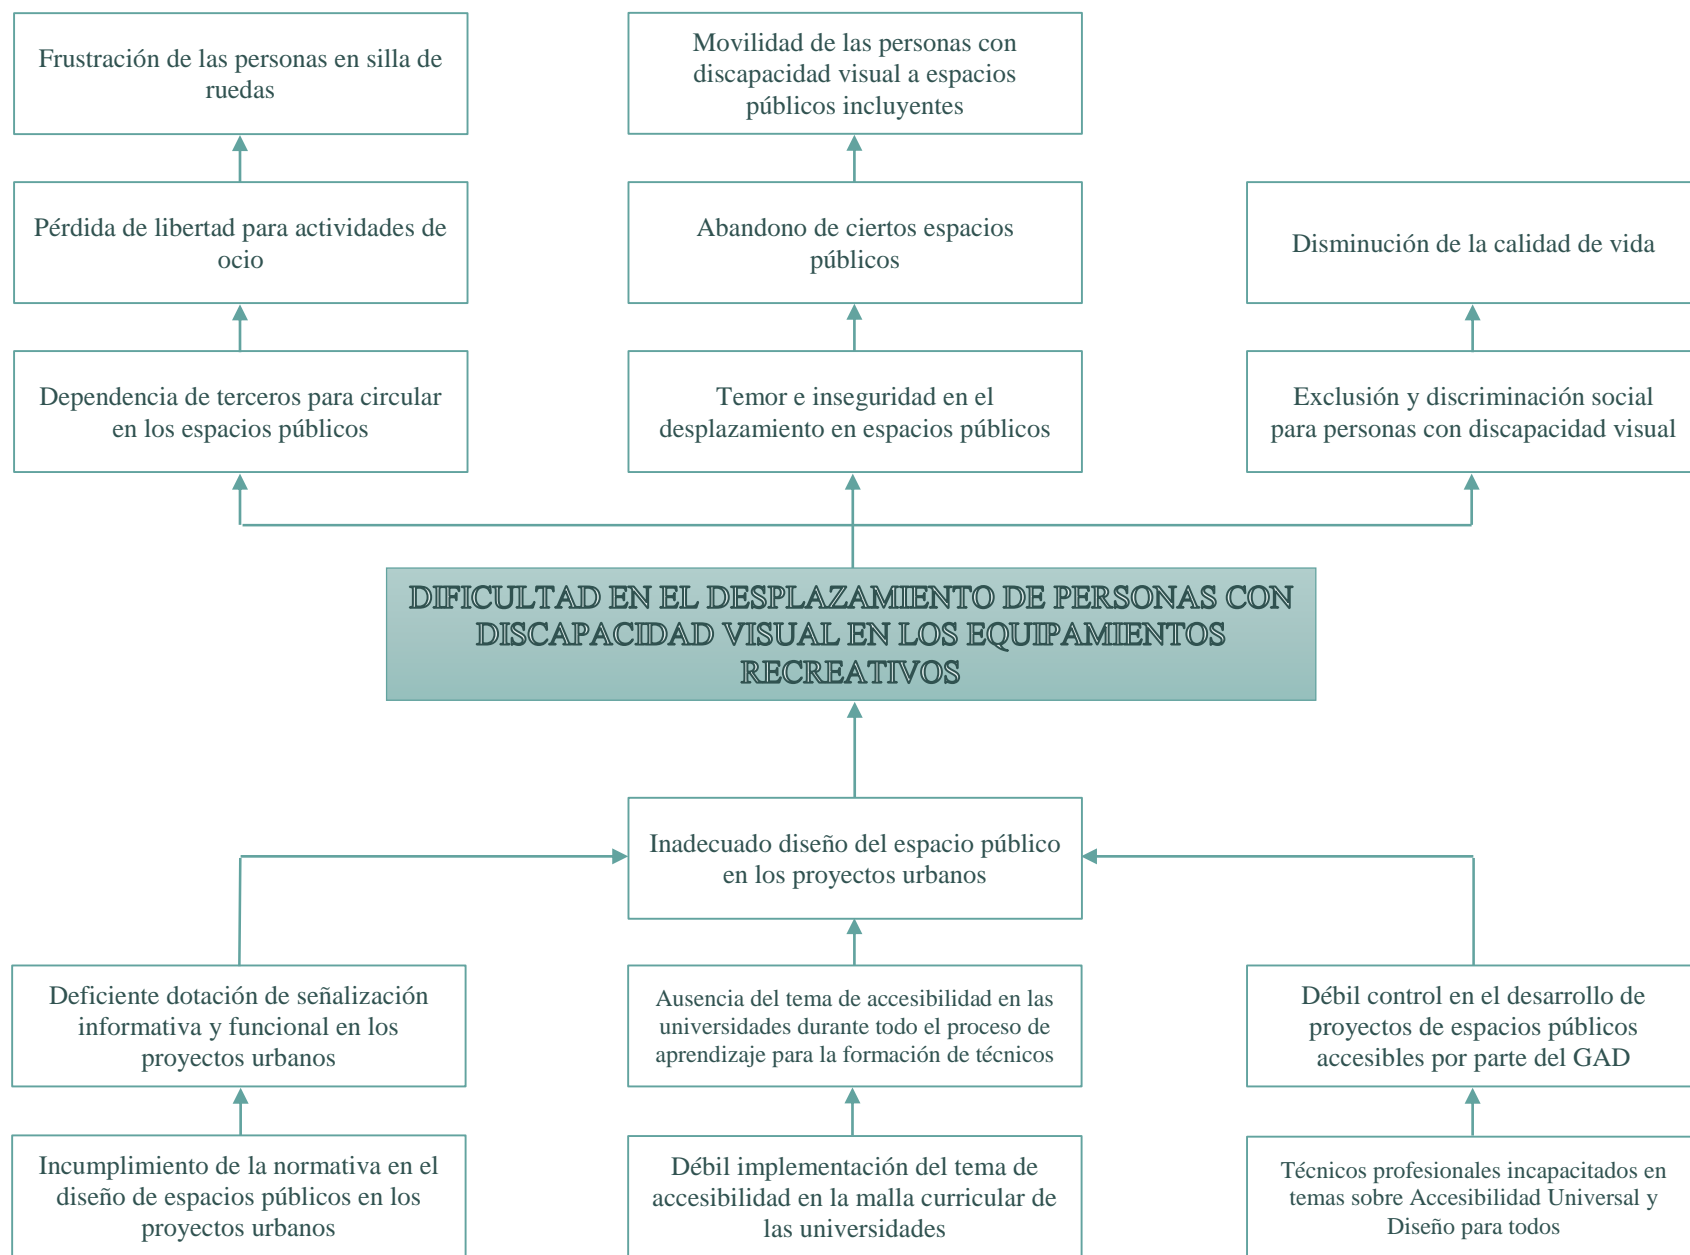 Frustración de las personas en silla de
ruedas
Movilidad de las personas con
discapacidad visual a espacios
públicos incluyentes
Pérdida de libertad para actividades de
ocio
Abandono de ciertos espacios
públicos
Disminución de la calidad de vida
Dependencia de terceros para circular
en los espacios públicos
Temor e inseguridad en el
desplazamiento en espacios públicos
Exclusión y discriminación social
para personas con discapacidad visual
DIFICULTAD EN EL DESPLAZAMIENTO DE PERSONAS CON
DISCAPACIDAD VISUAL EN LOS EQUIPAMIENTOS
RECREATIVOS
Inadecuado diseño del espacio público
en los proyectos urbanos
Deficiente dotación de señalización
informativa y funcional en los
proyectos urbanos
Ausencia del tema de accesibilidad en las
universidades durante todo el proceso de
aprendizaje para la formación de técnicos
Débil control en el desarrollo de
proyectos de espacios públicos
accesibles por parte del GAD
Incumplimiento de la normativa en el
diseño de espacios públicos en los
proyectos urbanos
Débil implementación del tema de
accesibilidad en la malla curricular de
las universidades
Técnicos profesionales incapacitados en
temas sobre Accesibilidad Universal y
Diseño para todos